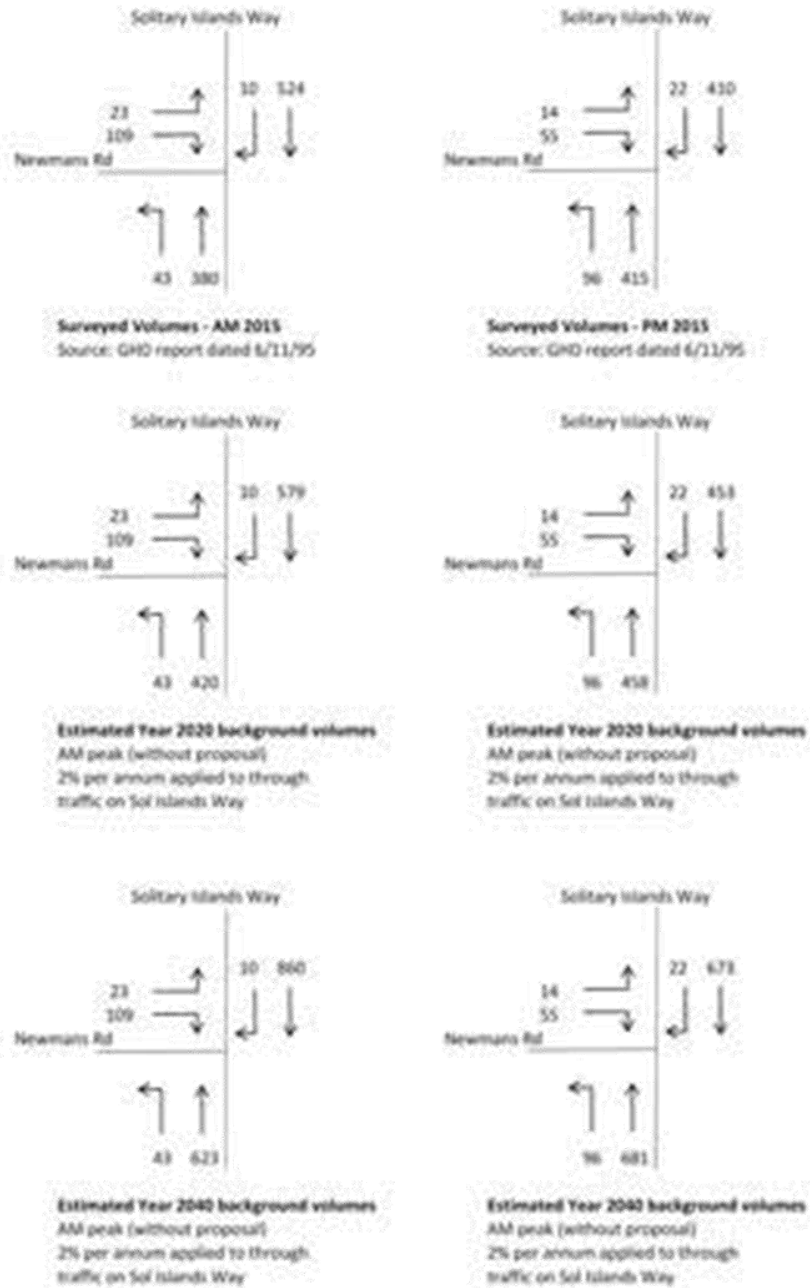 Solitary Islands Way
10 524
23
109
Newmans Rd
43 380
Surveyed Volumes - AM 2015
Source: GHD report dated 6/11/95
Solitary Islands Way
22 410
14
55
Newmans Rd
96 415
Surveyed Volumes - PM 2015
Source: GHD report dated 6/11/95
Solitary Islands Way
10 579
23
109
Newmans Rd
43 420
Estimated Year 2020 background volumes
AM peak (without proposal)
2% per annum applied to through
traffic on Sol Islands Way
Solitary Islands Way
22 453
14
55
Newmans Rd
96 458
Estimated Year 2020 background volumes
AM peak (without proposal)
2% per annum applied to through
traffic on Sol Islands Way
Solitary Islands Way
10 860
23
109
Newmans Rd
43 623
Estimated Year 2040 background volumes
AM peak (without proposal)
2% per annum applied to through
traffic on Sol Islands Way
Solitary Islands Way
22 673
14
55
Newmans Rd
96 681
Estimated Year 2040 background volumes
AM peak (without proposal)
2% per annum applied to through
traffic on Sol Islands Way